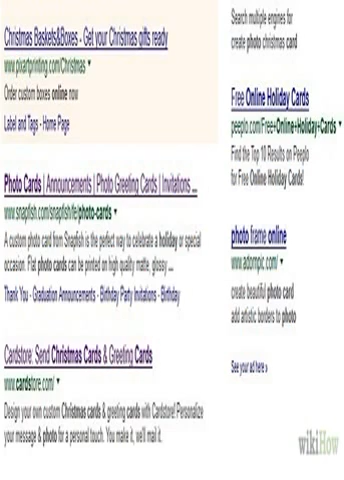 Christmas Baskets&Boxes - Get your Christmas gifts ready
www.pixartprinting.com/Christmas
Order custom boxes online now
Label and Tags - Home Page
Photo Cards | Announcements | Photo Greeting Cards | Invitations ...
www.snapfish.com/snapfish/fe/photo-cards
A custom photo card from Snapfish is the perfect way to celebrate a holiday or special
occasion. Flat photo cards can be printed on high quality matte, glossy ...
Thank You - Graduation Announcements - Birthday Party Invitations - Birthday
Cardstore: Send Christmas Cards & Greeting Cards
www.cardstore.com/
Design your own custom Christmas cards & greeting cards with Cardstore! Personalize
your message & photo for a personal touch. You make it, we'll mail it.
Search multiple engines for
create photo christmas card
Free Online Holiday Cards
peeplo.com/Free+Online+Holiday+Cards
Find the Top 10 Results on Peeplo
for Free Online Holiday Cards!
photo frame online
www.adompic.com/
create beautiful photo card
add artistic borders to photo
See your ad here »
wikiHow